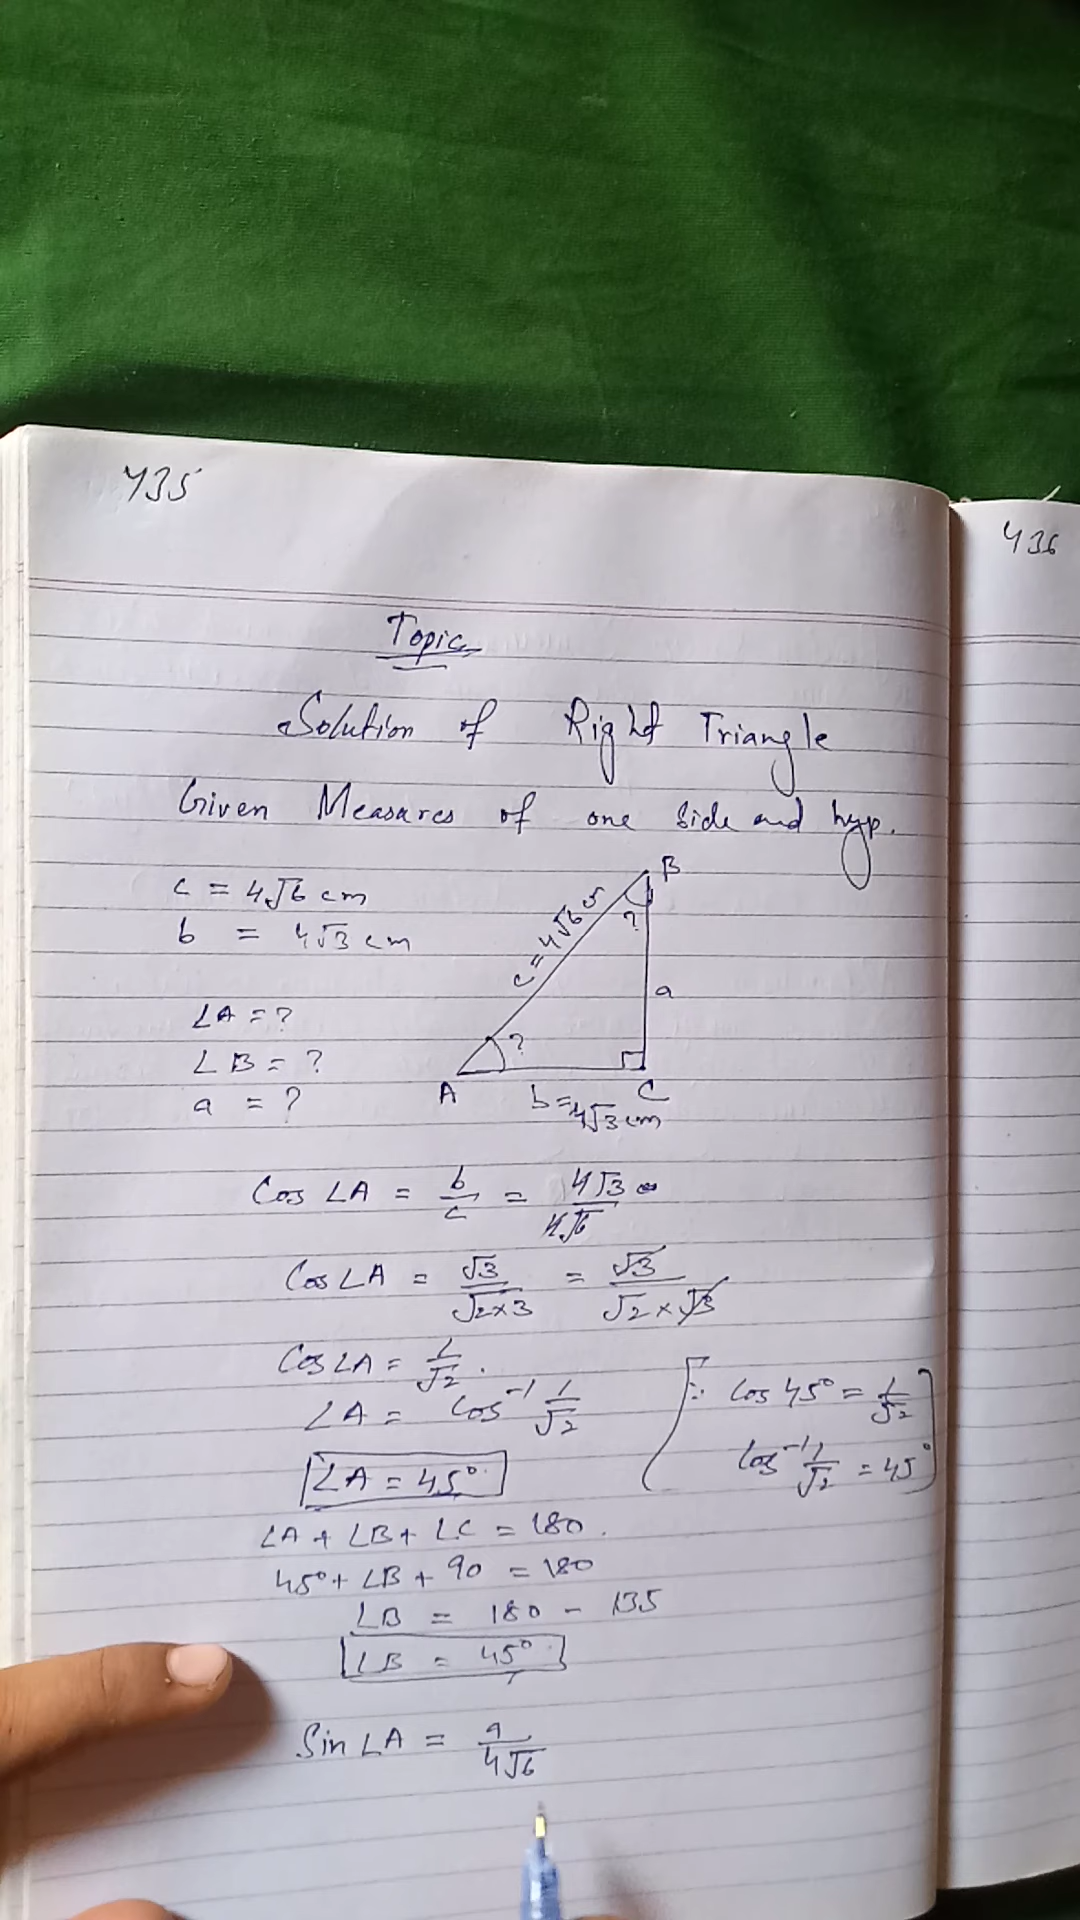 435
436
Topic
Solution of Right Triangle
Given Measures of one side and hyp.
c = 4√6 cm
b = 4√3 cm
∠A = ?
∠B = ?
a = ?
B
c = 4√6 cm
?
a
?
A
C
b = 4√3 cm
Cos ∠A = b/c = 4√3/4√6
Cos ∠A = √3/√2×3 = √3/√2×√3
Cos ∠A = 1/√2 .
∠A = Cos⁻¹ 1/√2
∵ Cos 45° = 1/√2
Cos⁻¹ 1/√2 = 45°
∠A = 45°
∠A + ∠B + ∠C = 180 .
45° + ∠B + 90 = 180
∠B = 180 - 135
∠B = 45°
Sin ∠A = a/4√6